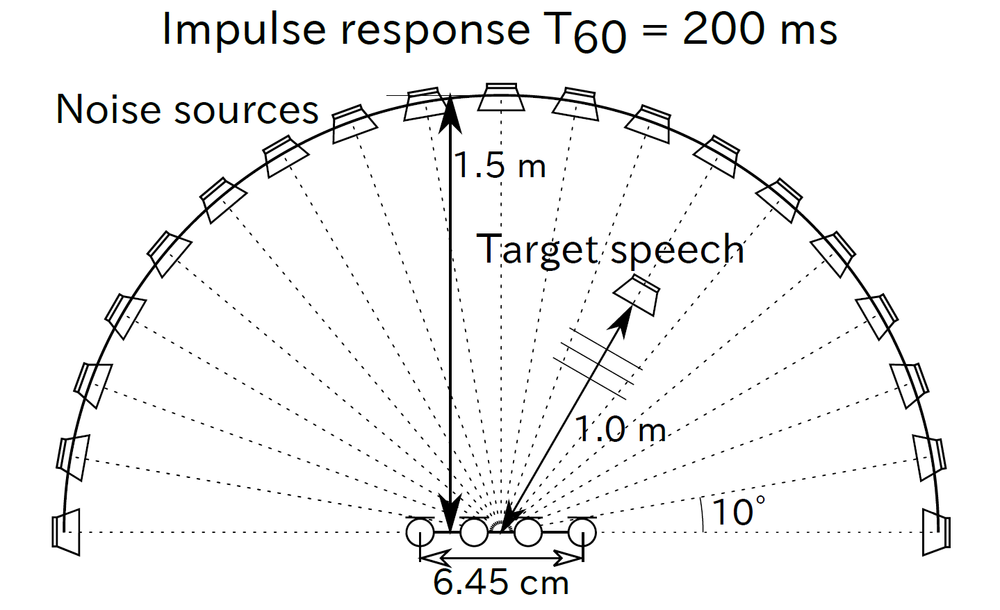 Impulse response T60 = 200 ms
Noise sources
1.5 m
Target speech
1.0 m
10°
6.45 cm